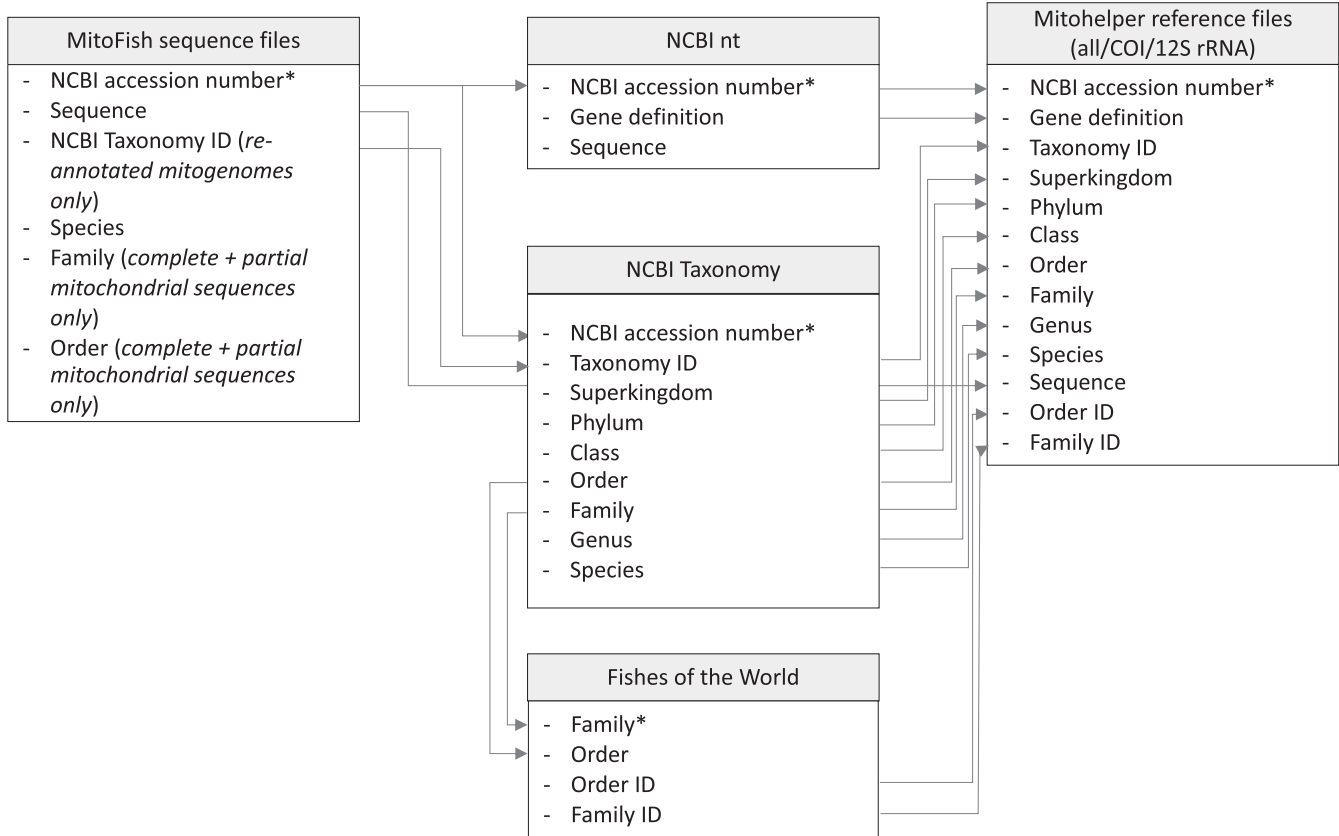 MitoFish sequence files
- NCBI accession number*
- Sequence
- NCBI Taxonomy ID (re-
annotated mitogenomes
only)
- Species
- Family (complete + partial
mitochondrial sequences
only)
- Order (complete + partial
mitochondrial sequences
only)
NCBI nt
- NCBI accession number*
- Gene definition
- Sequence
NCBI Taxonomy
- NCBI accession number*
- Taxonomy ID
- Superkingdom
- Phylum
- Class
- Order
- Family
- Genus
- Species
Fishes of the World
- Family*
- Order
- Order ID
- Family ID
Mitohelper reference files
(all/COI/12S rRNA)
- NCBI accession number*
- Gene definition
- Taxonomy ID
- Superkingdom
- Phylum
- Class
- Order
- Family
- Genus
- Species
- Sequence
- Order ID
- Family ID